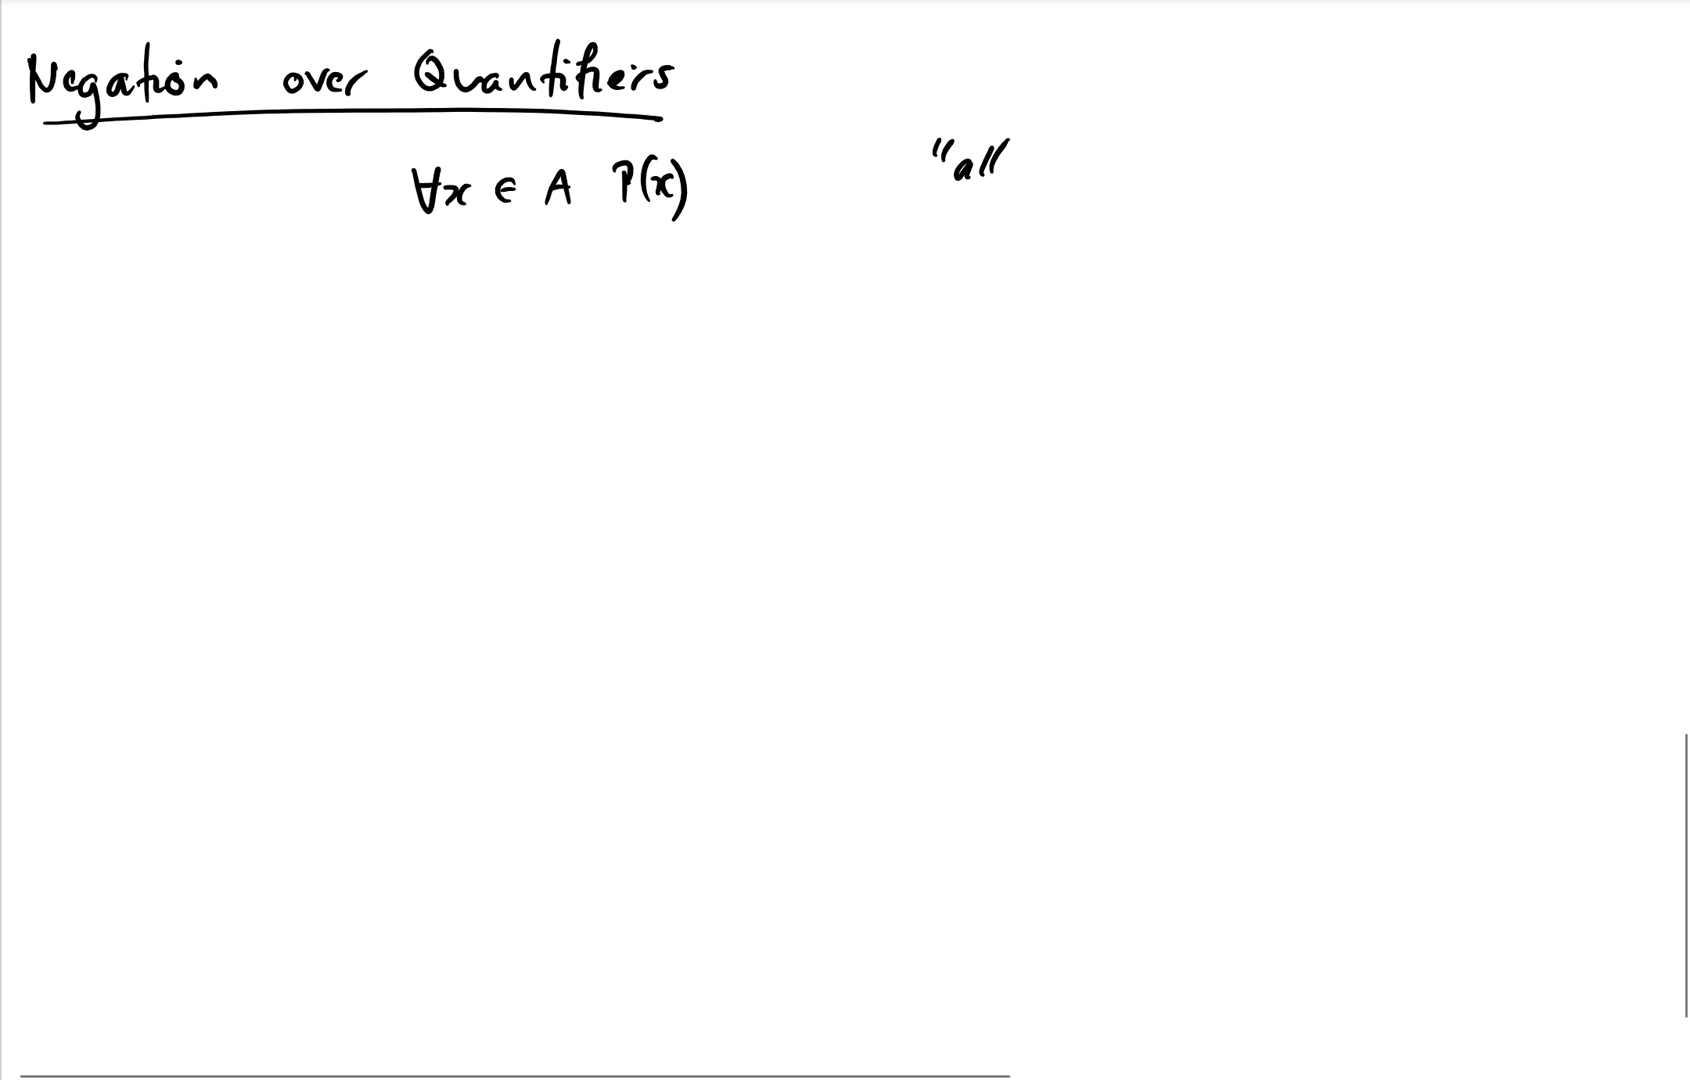 Negation over Quantifiers
∀x ∈ A P(x) "all